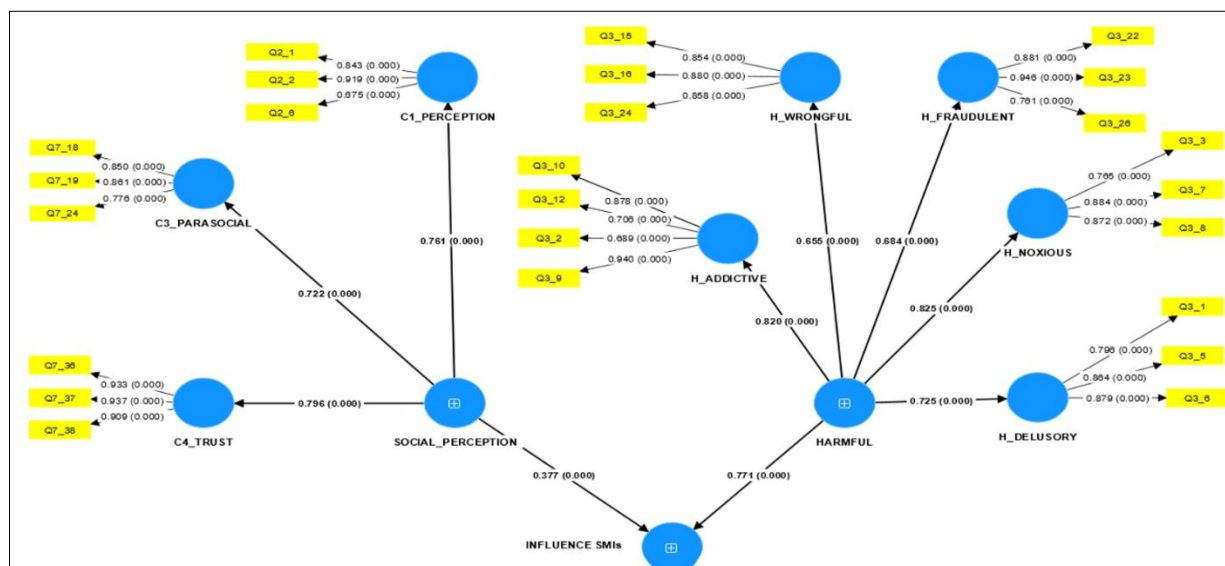 Q2_1
Q2_2
Q2_6
0.843 (0.000)
0.919 (0.000)
0.675 (0.000)
C1_PERCEPTION
Q3_15
Q3_16
Q3_24
0.854 (0.000)
0.880 (0.000)
0.858 (0.000)
H_WRONGFUL
0.881 (0.000)
0.946 (0.000)
0.761 (0.000)
Q3_22
Q3_23
Q3_26
H_FRAUDULENT
Q7_18
Q7_19
Q7_24
0.850 (0.000)
0.861 (0.000)
0.776 (0.000)
C3_PARASOCIAL
Q3_10
Q3_12
Q3_2
Q3_9
0.878 (0.000)
0.706 (0.000)
0.689 (0.000)
0.940 (0.000)
H_ADDICTIVE
0.765 (0.000)
0.884 (0.000)
0.872 (0.000)
Q3_3
Q3_7
Q3_8
H_NOXIOUS
0.761 (0.000)
0.655 (0.000)
0.684 (0.000)
0.722 (0.000)
0.820 (0.000)
0.825 (0.000)
Q7_36
Q7_37
Q7_38
0.933 (0.000)
0.937 (0.000)
0.909 (0.000)
C4_TRUST
0.796 (0.000)
SOCIAL_PERCEPTION
HARMFUL
0.725 (0.000)
0.796 (0.000)
0.864 (0.000)
0.879 (0.000)
Q3_1
Q3_5
Q3_6
H_DELUSORY
0.377 (0.000)
0.771 (0.000)
INFLUENCE SMIs